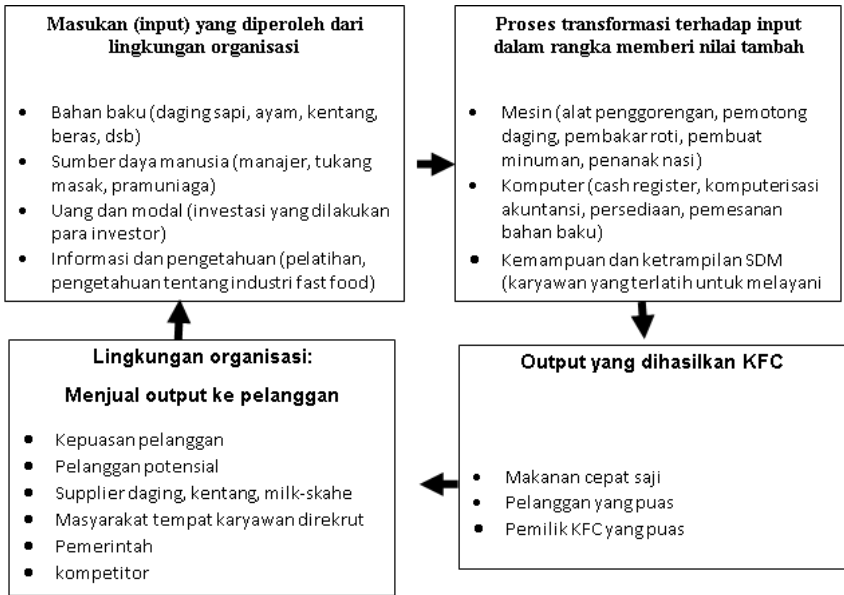 Masukan (input) yang diperoleh dari
lingkungan organisasi
• Bahan baku (daging sapi, ayam, kentang,
beras, dsb)
• Sumber daya manusia (manajer, tukang
masak, pramuniaga)
• Uang dan modal (investasi yang dilakukan
para investor)
• Informasi dan pengetahuan (pelatihan,
pengetahuan tentang industri fast food)
Proses transformasi terhadap input
dalam rangka memberi nilai tambah
• Mesin (alat penggorengan, pemotong
daging, pembakar roti, pembuat
minuman, penanak nasi)
• Komputer (cash register, komputerisasi
akuntansi, persediaan, pemesanan
bahan baku)
• Kemampuan dan ketrampilan SDM
(karyawan yang terlatih untuk melayani
Lingkungan organisasi:
Menjual output ke pelanggan
• Kepuasan pelanggan
• Pelanggan potensial
• Supplier daging, kentang, milk-skahe
• Masyarakat tempat karyawan direkrut
• Pemerintah
• kompetitor
Output yang dihasilkan KFC
• Makanan cepat saji
• Pelanggan yang puas
• Pemilik KFC yang puas